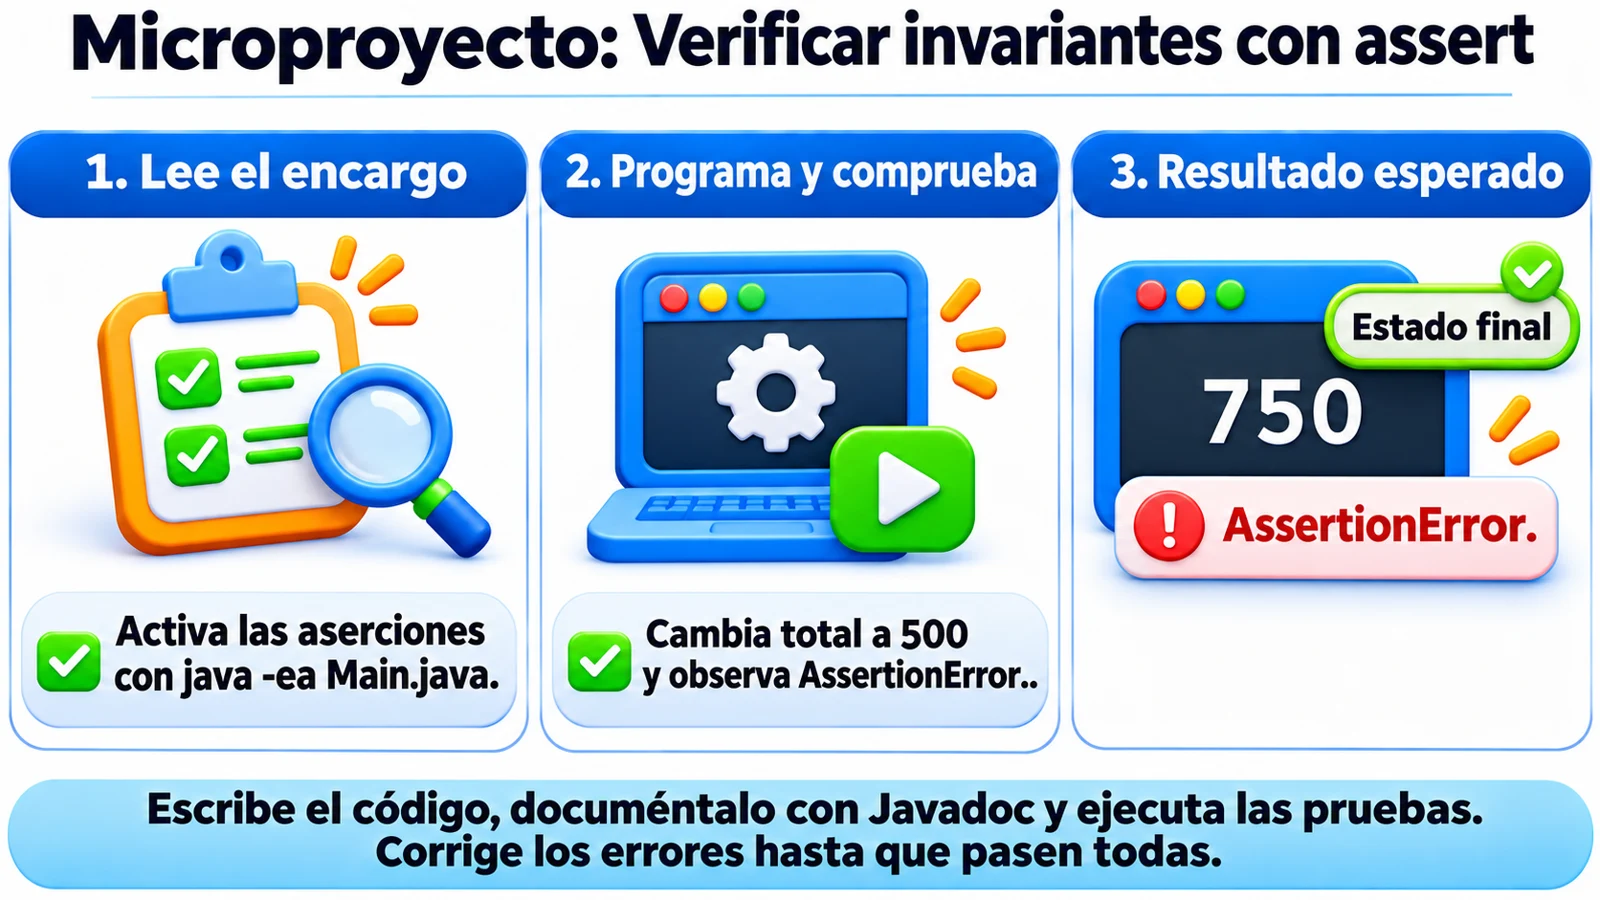 Microproyecto: Verificar invariantes con assert
1. Lee el encargo
Activa las aserciones
con java -ea Main.java.
2. Programa y comprueba
Cambia total a 500
y observa AssertionError..
3. Resultado esperado
Estado final
750
AssertionError.
Escribe el código, documéntalo con Javadoc y ejecuta las pruebas.
Corrige los errores hasta que pasen todas.